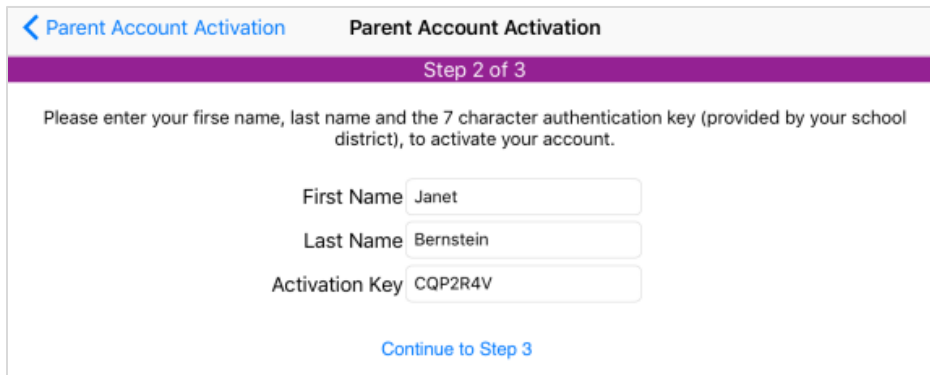 Parent Account Activation Parent Account Activation
Step 2 of 3
Please enter your firse name, last name and the 7 character authentication key (provided by your school
district), to activate your account.
First Name Janet
Last Name Bernstein
Activation Key CQP2R4V
Continue to Step 3